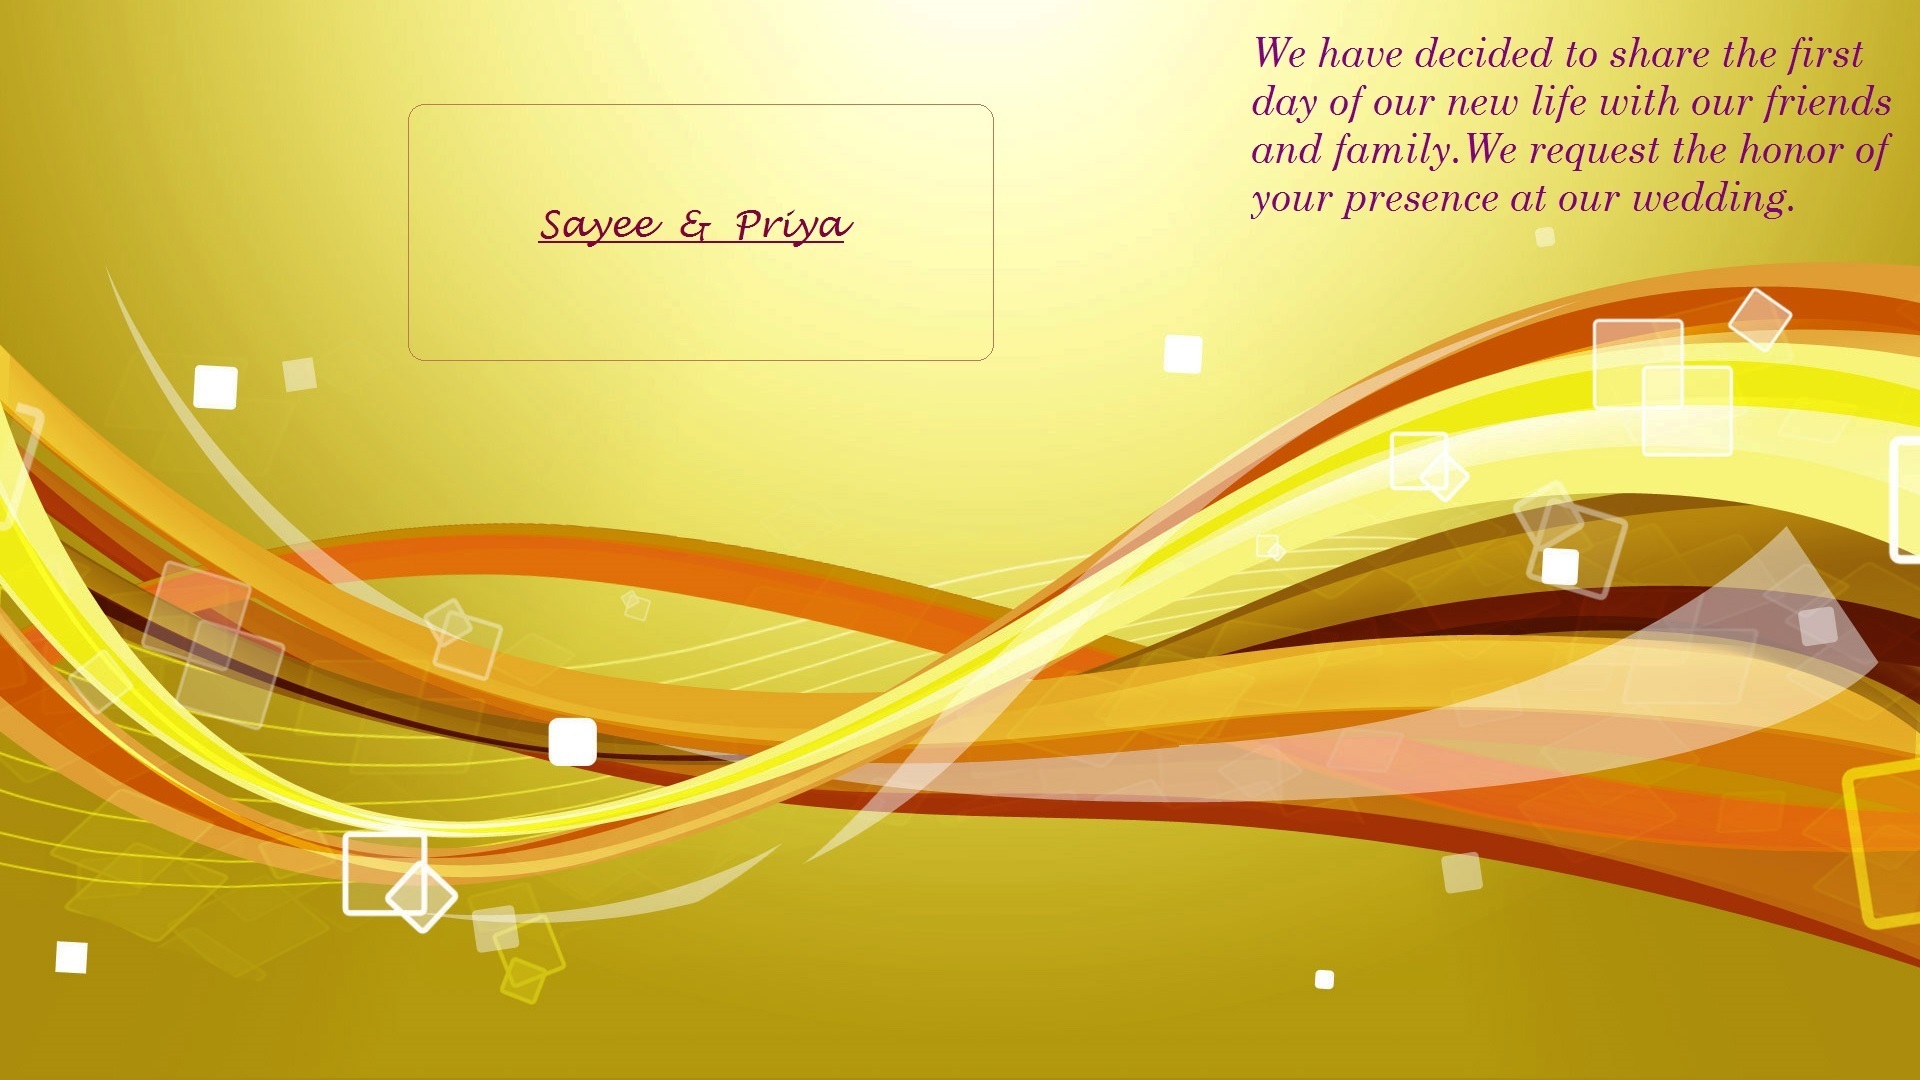 Sayee & Priya
We have decided to share the first
day of our new life with our friends
and family.We request the honor of
your presence at our wedding.